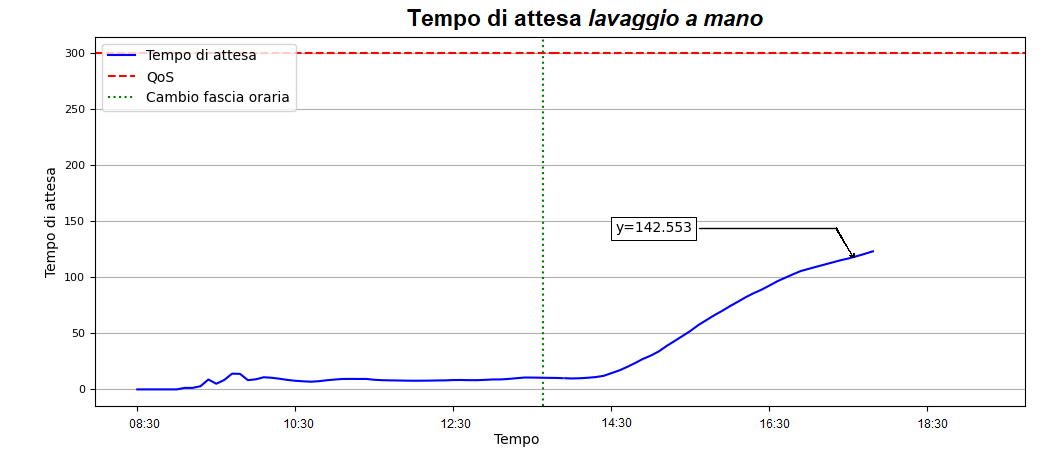 Tempo di attesa lavaggio a mano
Tempo di attesa
QoS
Cambio fascia oraria
300
250
200
150
100
50
0
Tempo di attesa
y=142.553
08:30
10:30
12:30
14:30
16:30
18:30
Tempo